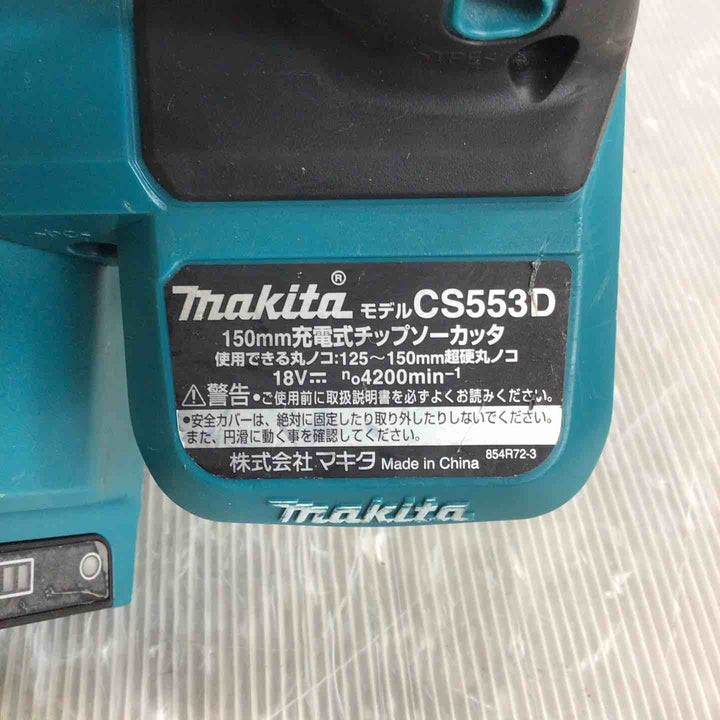 makita® モデル CS553D
150mm充電式チップソーカッタ
使用できる丸ノコ:125～150mm超硬丸ノコ
18V⎓ n₀4200min⁻¹
⚠警告・ご使用前に取扱説明書を必ずよくお読みください。
•安全カバーは、絶対に固定したり取り外したりしないでください。
また、円滑に動く事を確認してください。
株式会社マキタ Made in China 854R72-3
makita